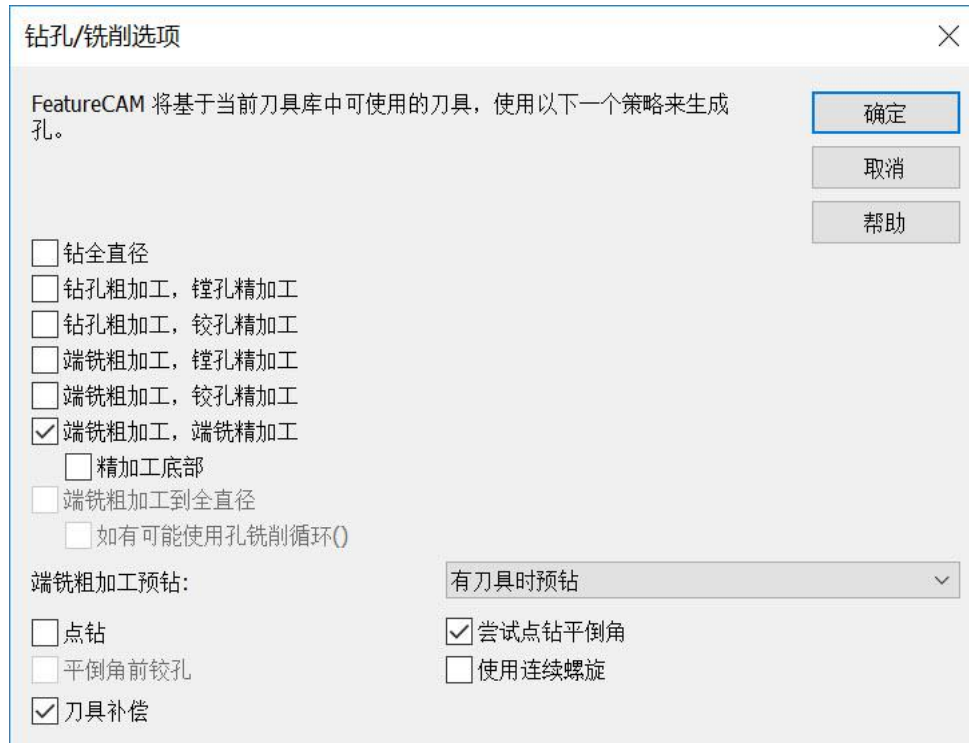 钻孔/铣削选项
FeatureCAM 将基于当前刀具库中可使用的刀具，使用以下一个策略来生成
孔。
确定
取消
帮助
钻全直径
钻孔粗加工，镗孔精加工
钻孔粗加工，铰孔精加工
端铣粗加工，镗孔精加工
端铣粗加工，铰孔精加工
端铣粗加工，端铣精加工
精加工底部
端铣粗加工到全直径
如有可能使用孔铣削循环()
端铣粗加工预钻:
有刀具时预钻
点钻
尝试点钻平倒角
平倒角前铰孔
使用连续螺旋
刀具补偿